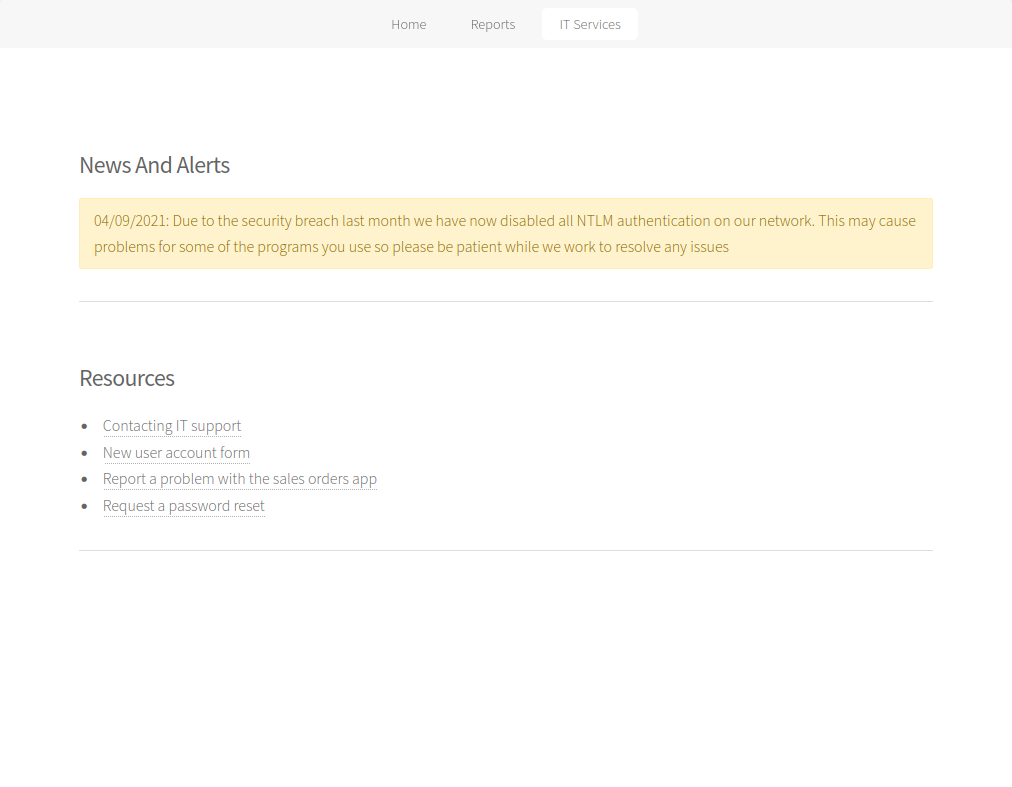 Home Reports IT Services
News And Alerts
04/09/2021: Due to the security breach last month we have now disabled all NTLM authentication on our network. This may cause
problems for some of the programs you use so please be patient while we work to resolve any issues
Resources
Contacting IT support
New user account form
Report a problem with the sales orders app
Request a password reset